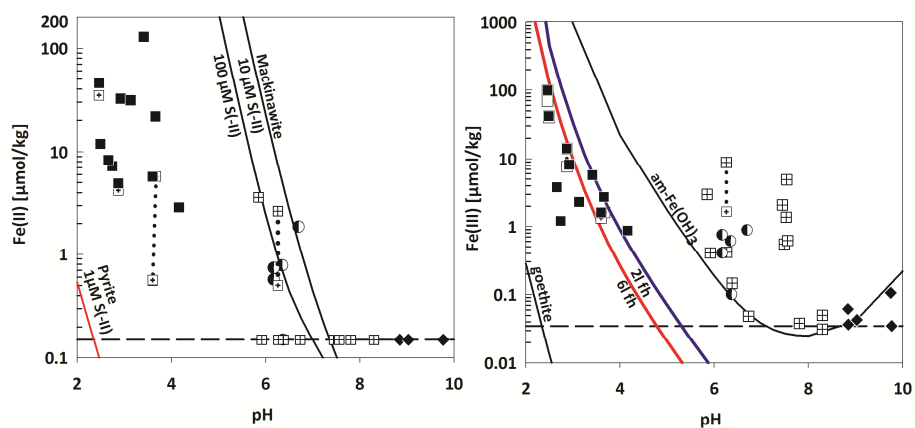 200
100
10
1
0.1
Fe(II) [μmol/kg]
2
4
6
8
10
pH
Pyrite
1μM S(-II)
100 μM S(-II)
10 μM S(-II)
Mackinawite
1000
100
10
1
0.1
0.01
Fe(III) [μmol/kg]
2
4
6
8
10
pH
goethite
6l fh
2l fh
am-Fe(OH)3